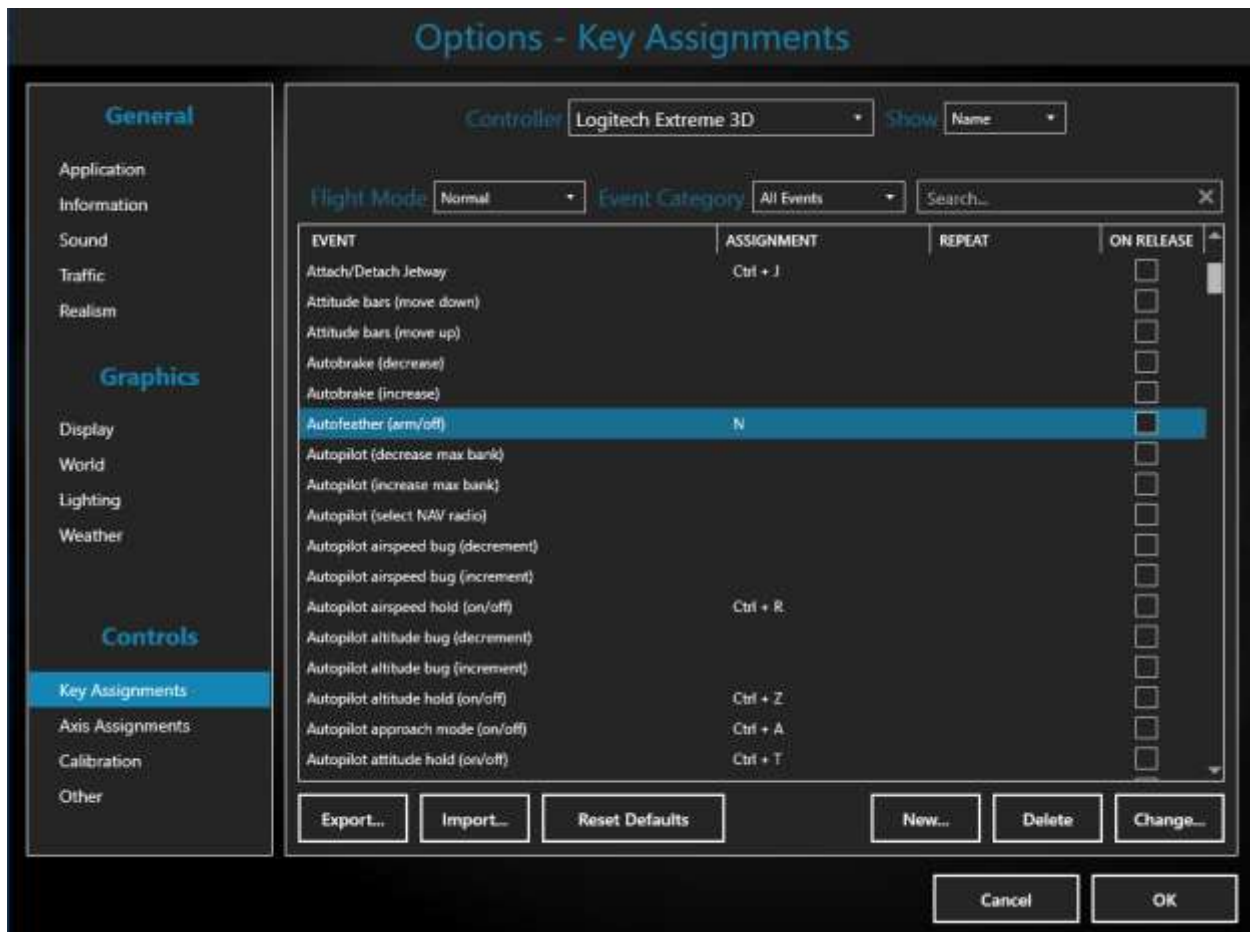 Options - Key Assignments
General
Application
Information
Sound
Traffic
Realism
Graphics
Display
World
Lighting
Weather
Controls
Key Assignments
Axis Assignments
Calibration
Other
Controller Logitech Extreme 3D Show Name
Flight Mode Normal Event Category All Events Search...
EVENT ASSIGNMENT REPEAT ON RELEASE
Attach/Detach Jetway Ctrl + J
Attitude bars (move down)
Attitude bars (move up)
Autobrake (decrease)
Autobrake (increase)
Autofeather (arm/off) N
Autopilot (decrease max bank)
Autopilot (increase max bank)
Autopilot (select NAV radio)
Autopilot airspeed bug (decrement)
Autopilot airspeed bug (increment)
Autopilot airspeed hold (on/off) Ctrl + R
Autopilot altitude bug (decrement)
Autopilot altitude bug (increment)
Autopilot altitude hold (on/off) Ctrl + Z
Autopilot approach mode (on/off) Ctrl + A
Autopilot attitude hold (on/off) Ctrl + T
Export... Import... Reset Defaults New... Delete Change...
Cancel OK